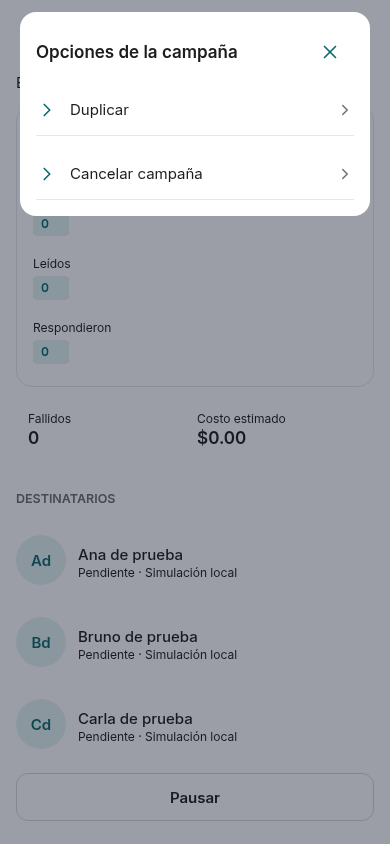 Opciones de la campaña
Duplicar
Cancelar campaña
0
Leídos
0
Respondieron
0
Fallidos
0
Costo estimado
$0.00
DESTINATARIOS
Ad
Ana de prueba
Pendiente · Simulación local
Bd
Bruno de prueba
Pendiente · Simulación local
Cd
Carla de prueba
Pendiente · Simulación local
Pausar